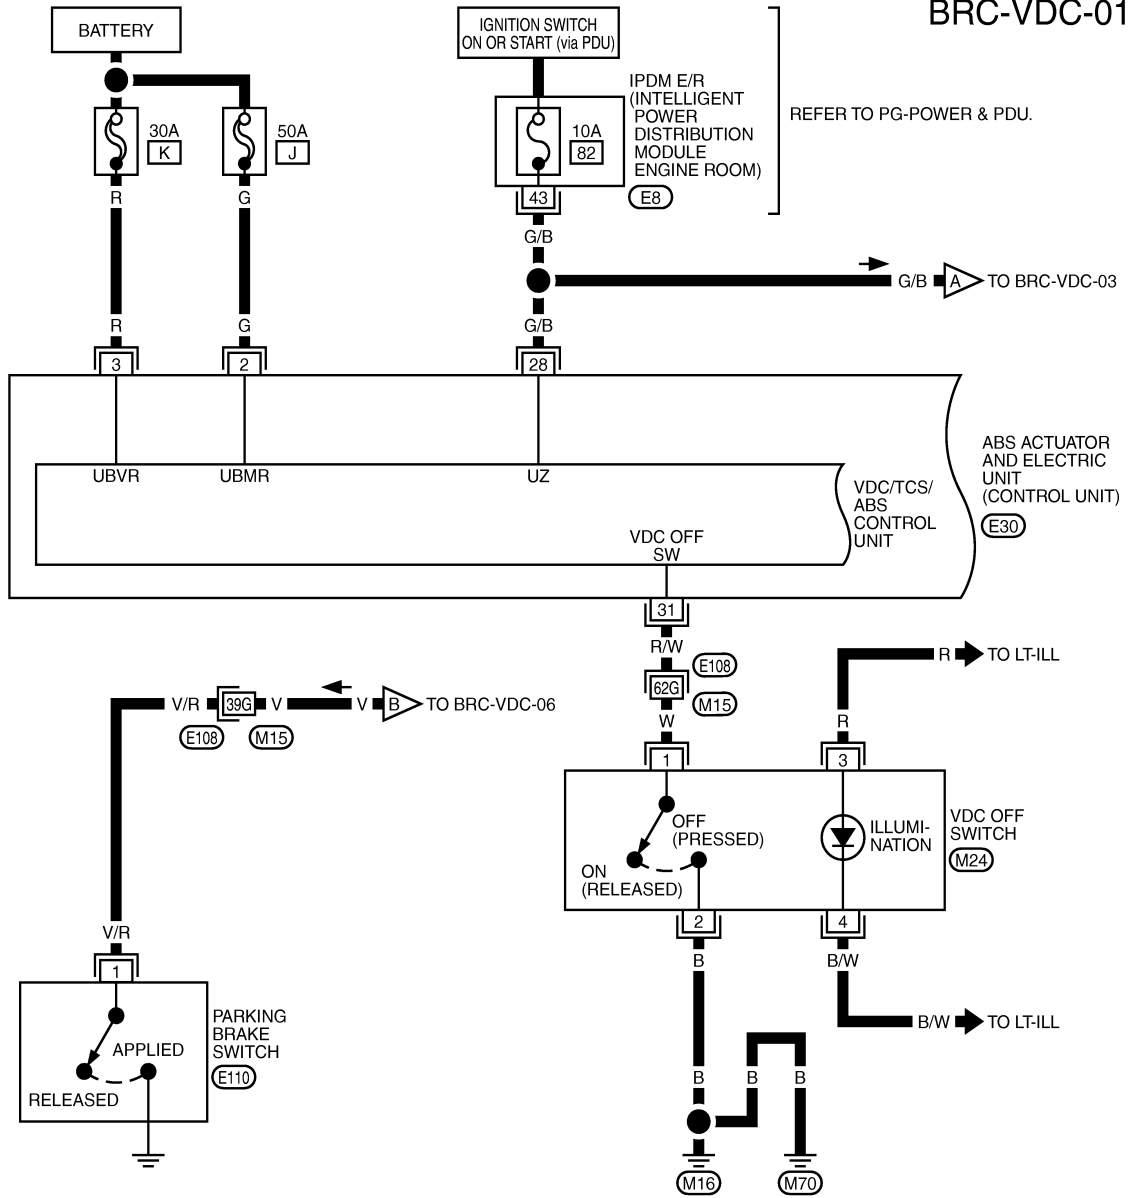 BRC-VDC-01
BATTERY
IGNITION SWITCH
ON OR START (via PDU)
30A
K
50A
J
10A
82
IPDM E/R
(INTELLIGENT
POWER
DISTRIBUTION
MODULE
ENGINE ROOM)
E8
REFER TO PG-POWER & PDU.
43
R
G
G/B
G/B
A
TO BRC-VDC-03
R
G
G/B
3
2
28
UBVR
UBMR
UZ
VDC OFF
SW
VDC/TCS/
ABS
CONTROL
UNIT
ABS ACTUATOR
AND ELECTRIC
UNIT
(CONTROL UNIT)
E30
31
R/W
E108
62G
M15
W
R
TO LT-ILL
R
V/R
39G
V
V
B
TO BRC-VDC-06
E108
M15
1
3
OFF
(PRESSED)
ON
(RELEASED)
ILLUMI-
NATION
VDC OFF
SWITCH
M24
2
4
B
B/W
B/W
TO LT-ILL
V/R
1
APPLIED
RELEASED
PARKING
BRAKE
SWITCH
E110
B
B
B
M16
M70